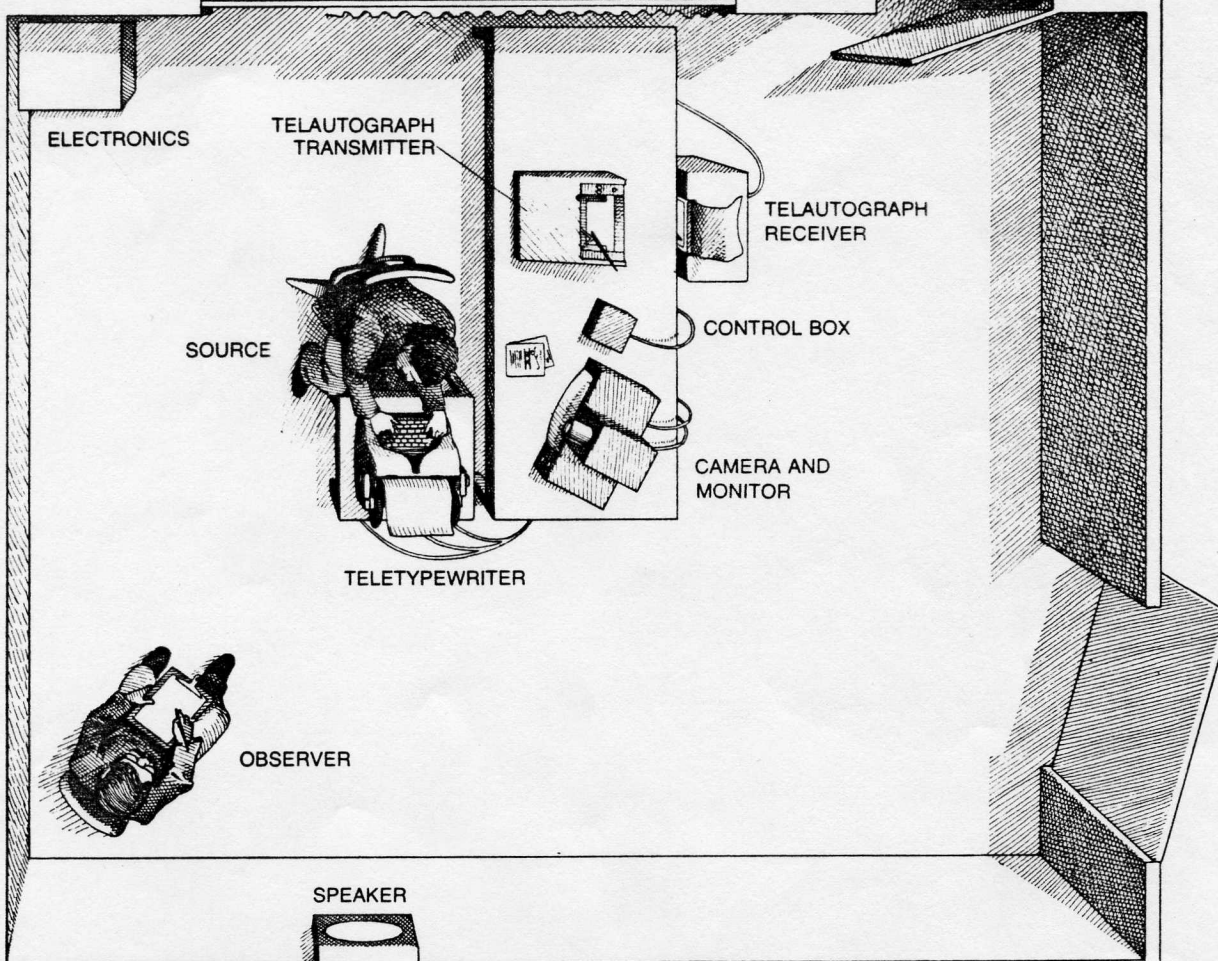 ELECTRONICS
TELAUTOGRAPH
TRANSMITTER
TELAUTOGRAPH
RECEIVER
SOURCE
CONTROL BOX
CAMERA AND
MONITOR
TELETYPEWRITER
OBSERVER
SPEAKER